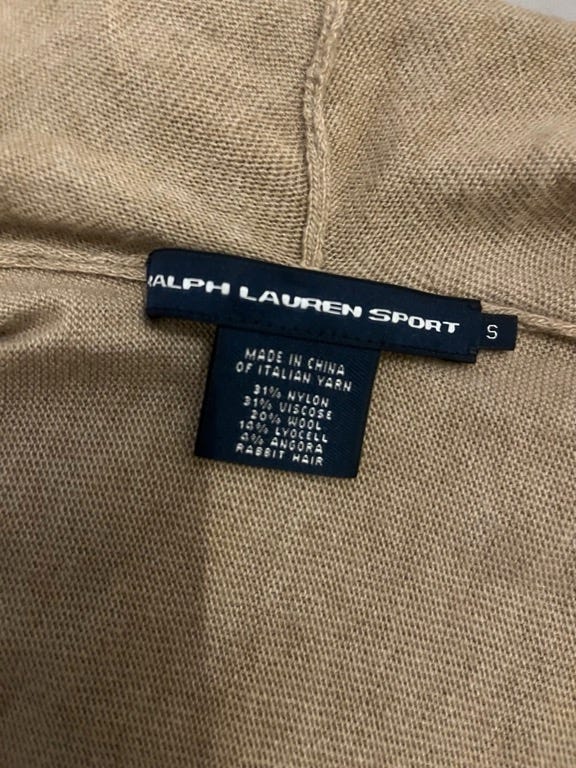 RALPH LAUREN SPORT
S
MADE IN CHINA
OF ITALIAN YARN
31% NYLON
31% VISCOSE
20% WOOL
14% LYOCELL
4% ANGORA
RABBIT HAIR